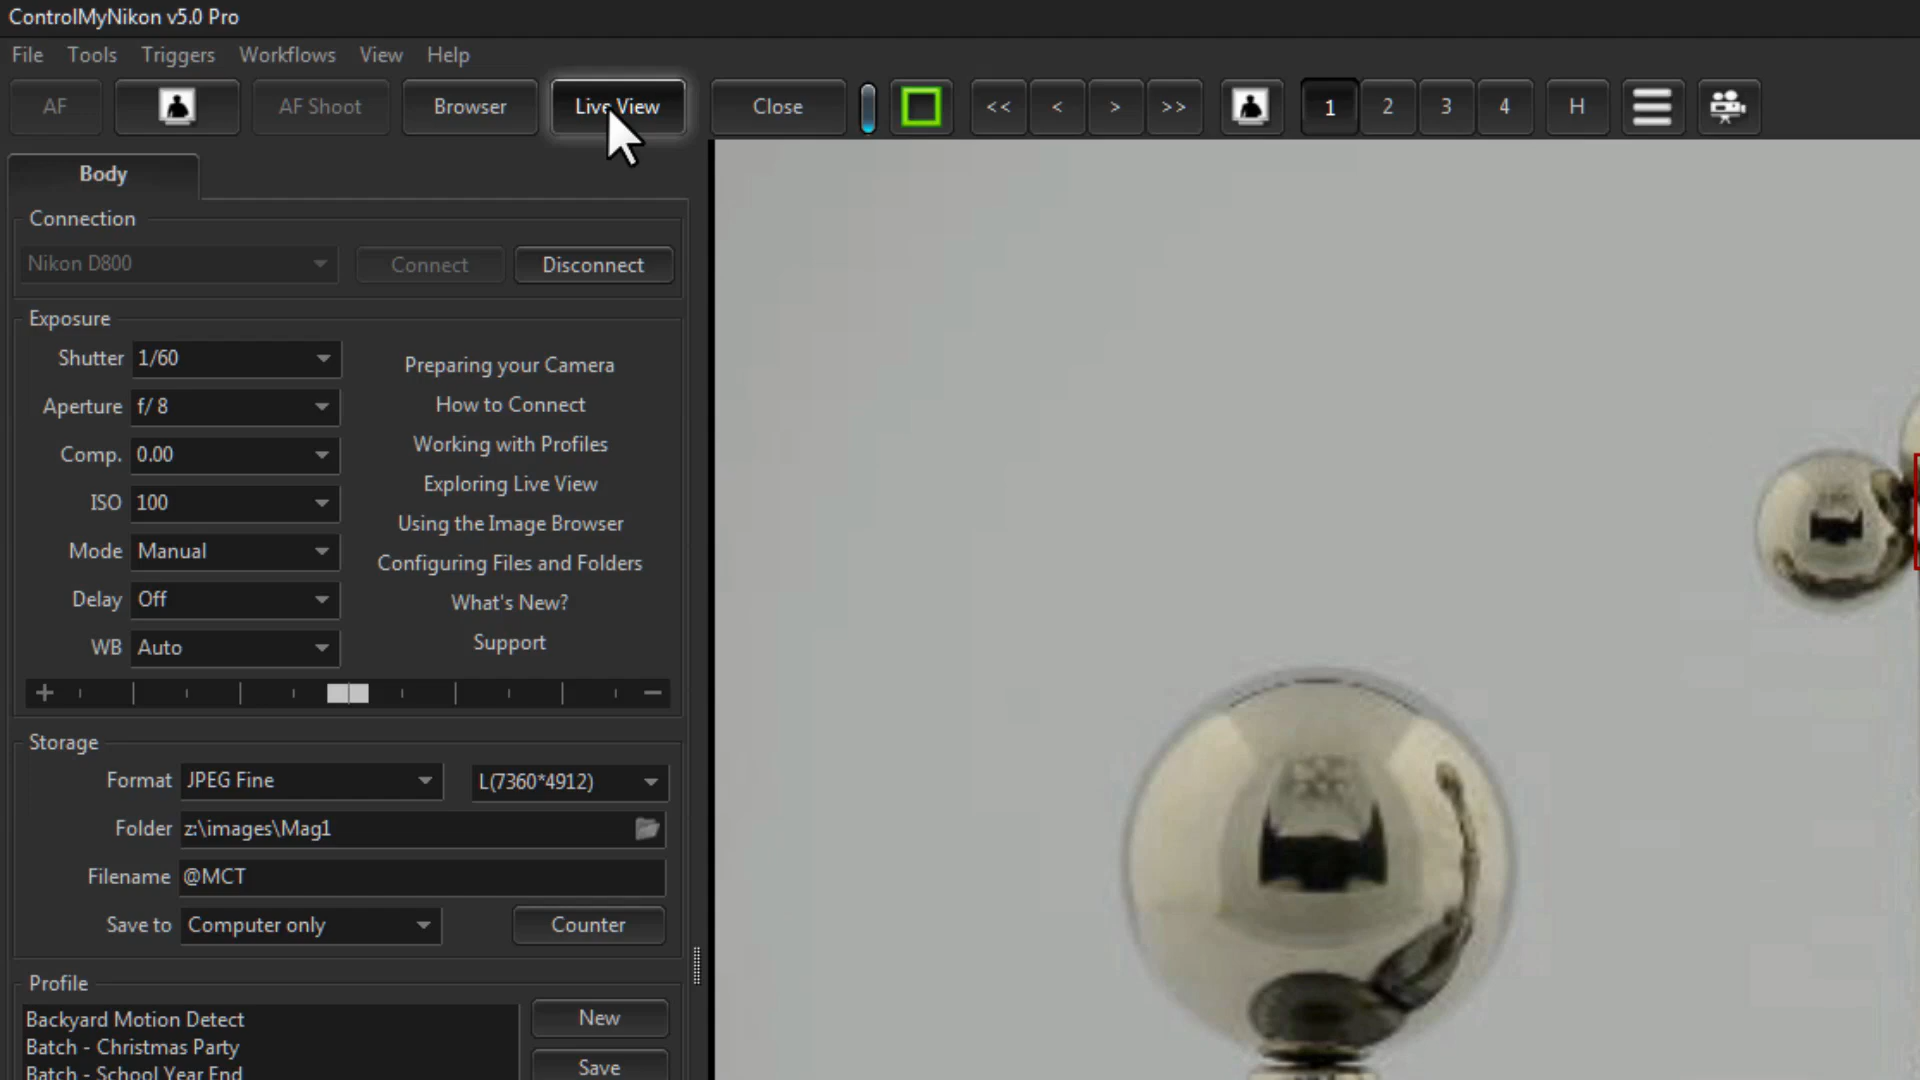 ControlMyNikon v5.0 Pro
File Tools Triggers Workflows View Help
AF AF Shoot Browser Live View Close << < > >> 1 2 3 4 H
Body
Connection
Nikon D800 Connect Disconnect
Exposure
Shutter 1/60
Aperture f/ 8
Comp. 0.00
ISO 100
Mode Manual
Delay Off
WB Auto
Preparing your Camera
How to Connect
Working with Profiles
Exploring Live View
Using the Image Browser
Configuring Files and Folders
What's New?
Support
Storage
Format JPEG Fine L(7360*4912)
Folder z:\images\Mag1
Filename @MCT
Save to Computer only Counter
Profile
Backyard Motion Detect
Batch - Christmas Party
Batch - School Year End
New
Save